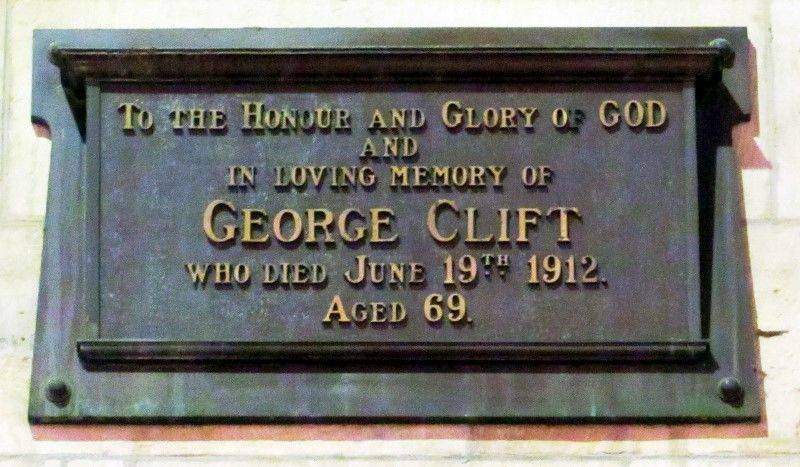 To the Honour and Glory of GOD
and
in loving memory of
George Clift
who died June 19th 1912.
Aged 69.